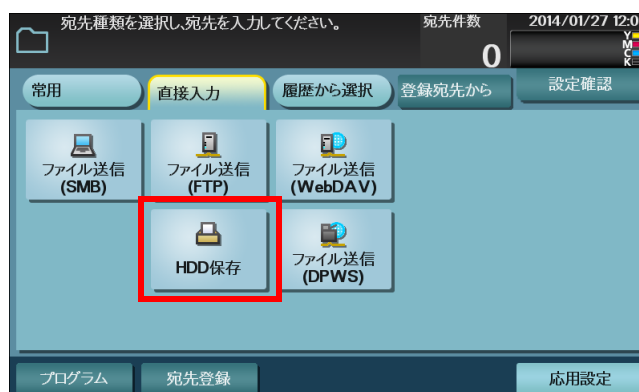 宛先種類を選択し､宛先を入力してください。
宛先件数
2014/01/27 12:0
0
Y
M
C
K
常用
直接入力
履歴から選択
登録宛先から
設定確認
ファイル送信
(SMB)
ファイル送信
(FTP)
ファイル送信
(WebDAV)
HDD保存
ファイル送信
(DPWS)
プログラム
宛先登録
応用設定